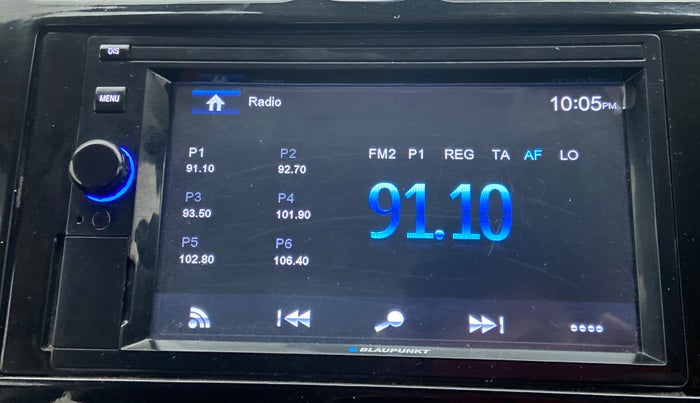 DIS
MENU
Radio
10:05PM
P1 P2
91.10 92.70
P3 P4
93.50 101.90
P5 P6
102.80 106.40
FM2 P1 REG TA AF LO
91.10
BLAUPUNKT